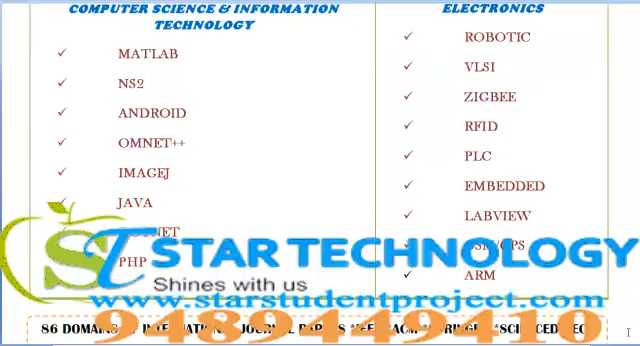 COMPUTER SCIENCE & INFORMATION
TECHNOLOGY
MATLAB
NS2
ANDROID
OMNET++
IMAGEJ
JAVA
PHP
ELECTRONICS
ROBOTIC
VLSI
ZIGBEE
RFID
PLC
EMBEDDED
LABVIEW
ARM
ST STAR TECHNOLOGY
Shines with us
www.starstudentproject.com
9489449410
86